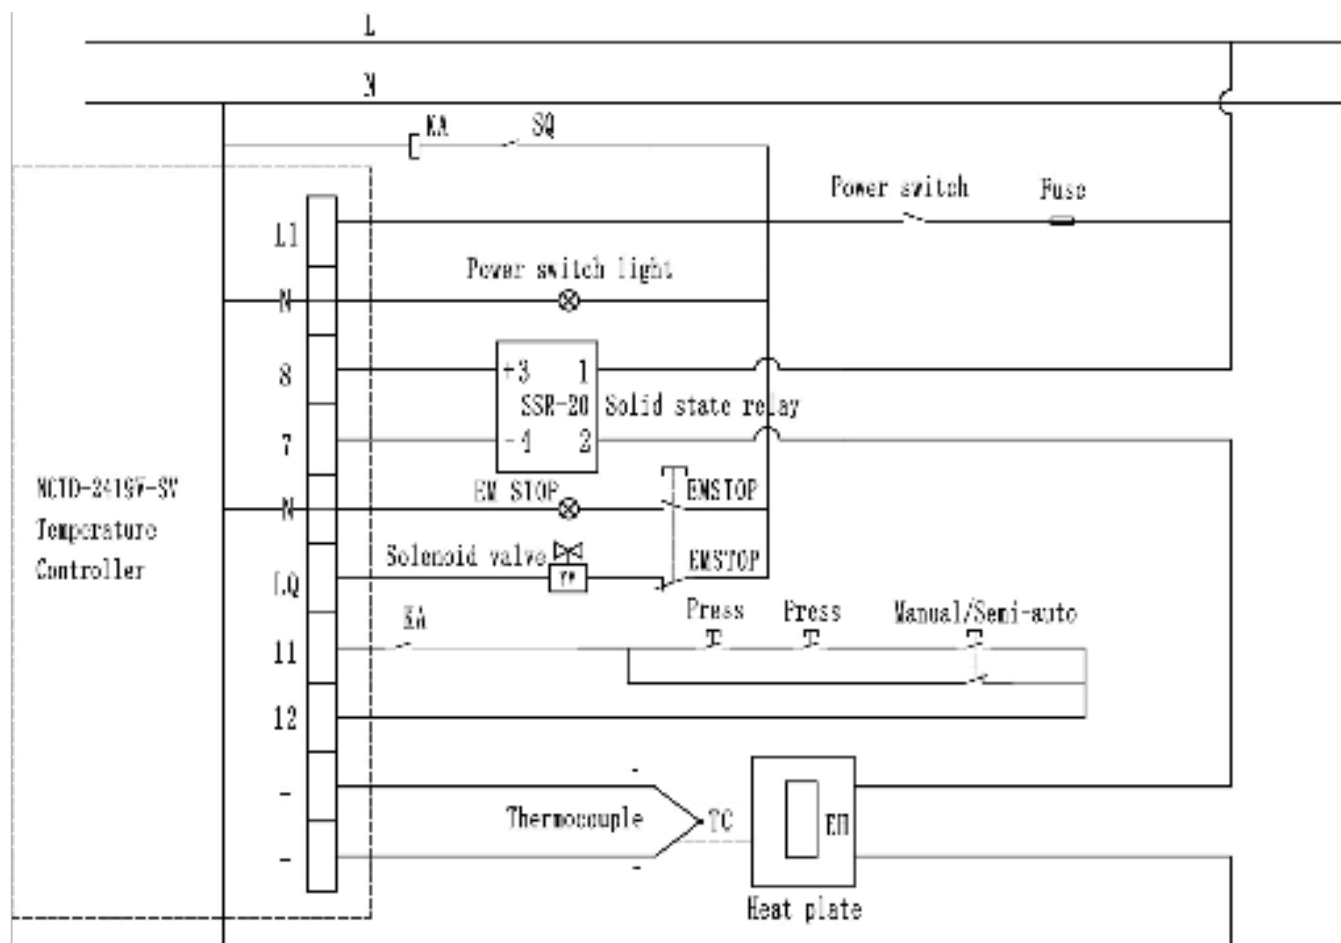 L
N
KA
SQ
Power switch
Fuse
L1
Power switch light
N
8
+3 1
SSR-20
Solid state relay
7
-4 2
EM STOP
EMSTOP
N
Solenoid valve
EMSTOP
LQ
Temperature
Controller
KA
Press
Press
Manual/Semi-auto
11
12
-
-
Thermocouple
TC
EH
-
-
Heat plate